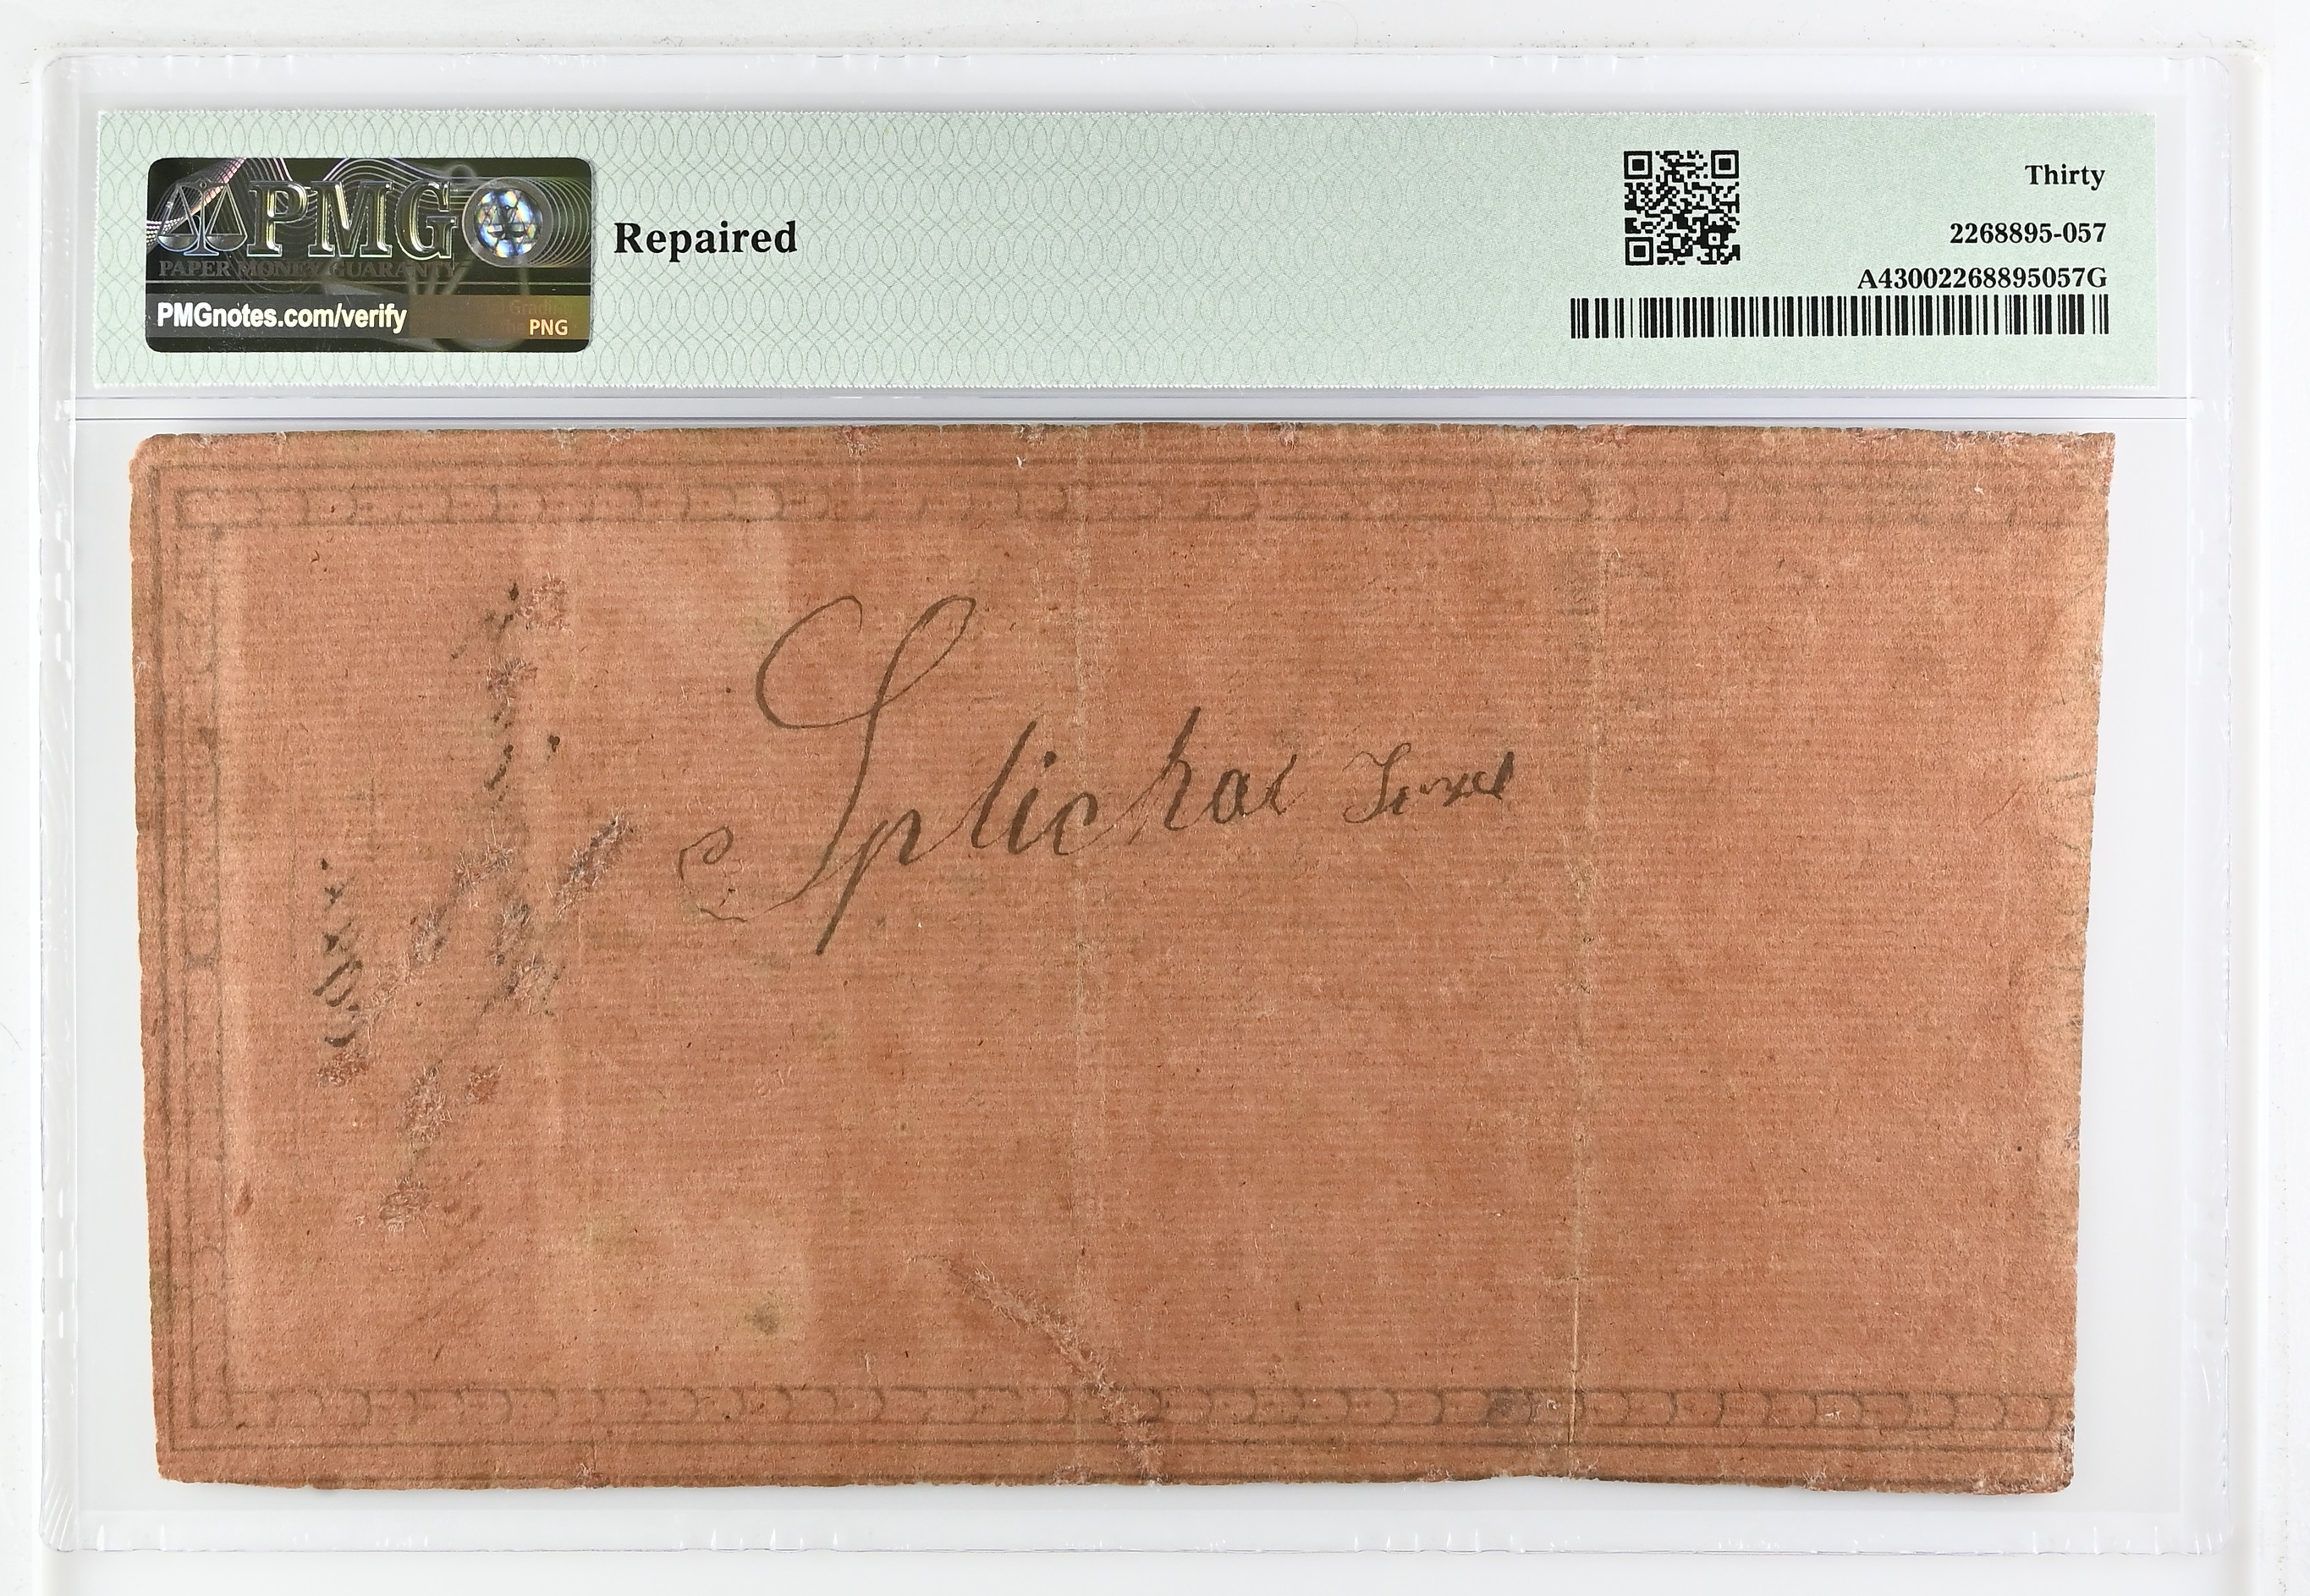 PMG
PAPER MONEY GUARANTY
PMGnotes.com/verify
PNG
Repaired
Thirty
2268895-057
A43002268895057G
Splichal